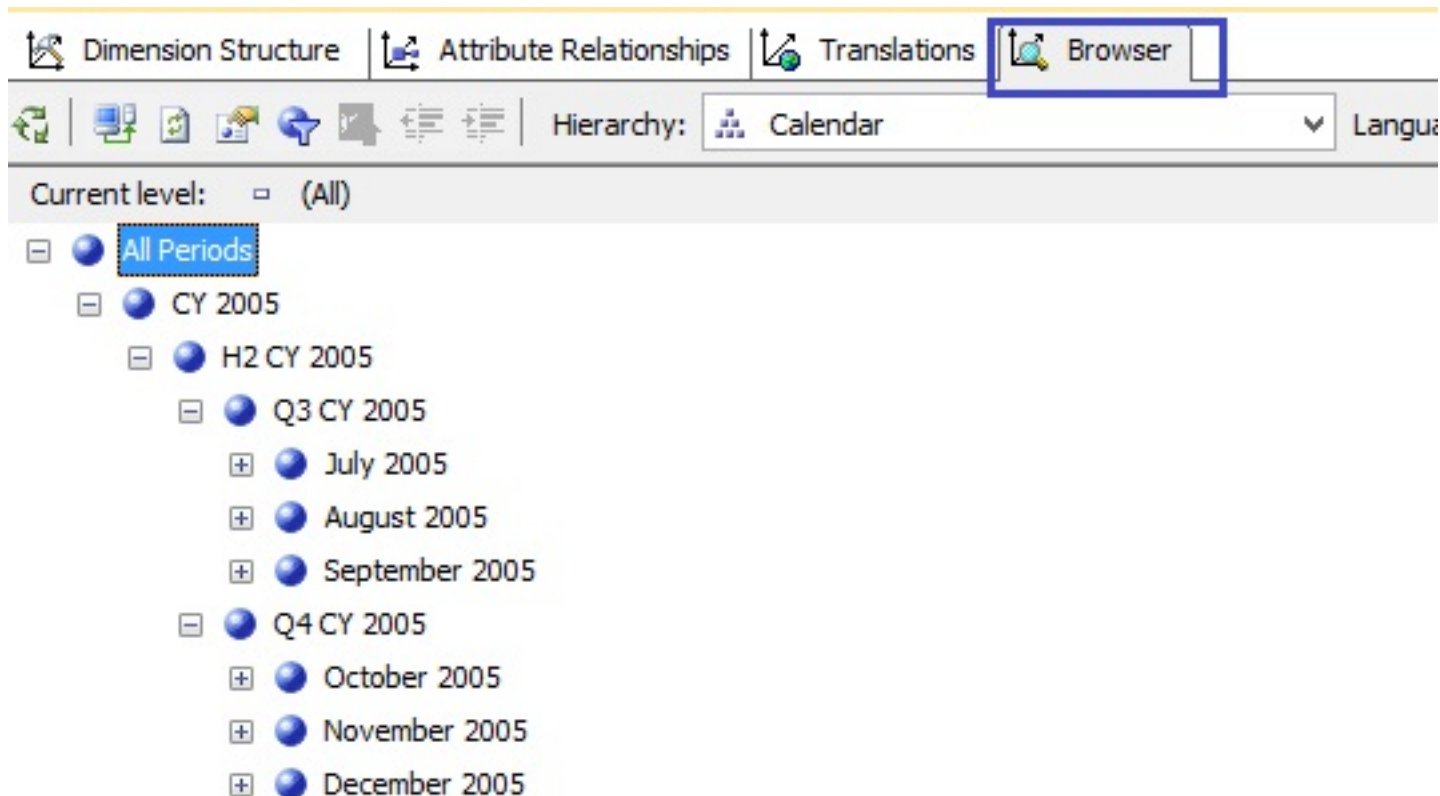 Dimension Structure Attribute Relationships Translations Browser
Hierarchy: Calendar Langua
Current level: (All)
All Periods
CY 2005
H2 CY 2005
Q3 CY 2005
July 2005
August 2005
September 2005
Q4 CY 2005
October 2005
November 2005
December 2005